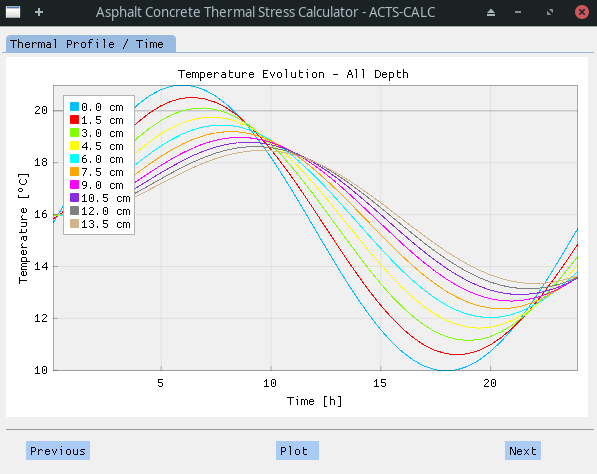 Asphalt Concrete Thermal Stress Calculator - ACTS-CALC
Thermal Profile / Time
Temperature Evolution - All Depth
0.0 cm
1.5 cm
3.0 cm
4.5 cm
6.0 cm
7.5 cm
9.0 cm
10.5 cm
12.0 cm
13.5 cm
20
18
16
14
12
10
Temperature [ºC]
5
10
15
20
Time [h]
Previous
Plot
Next